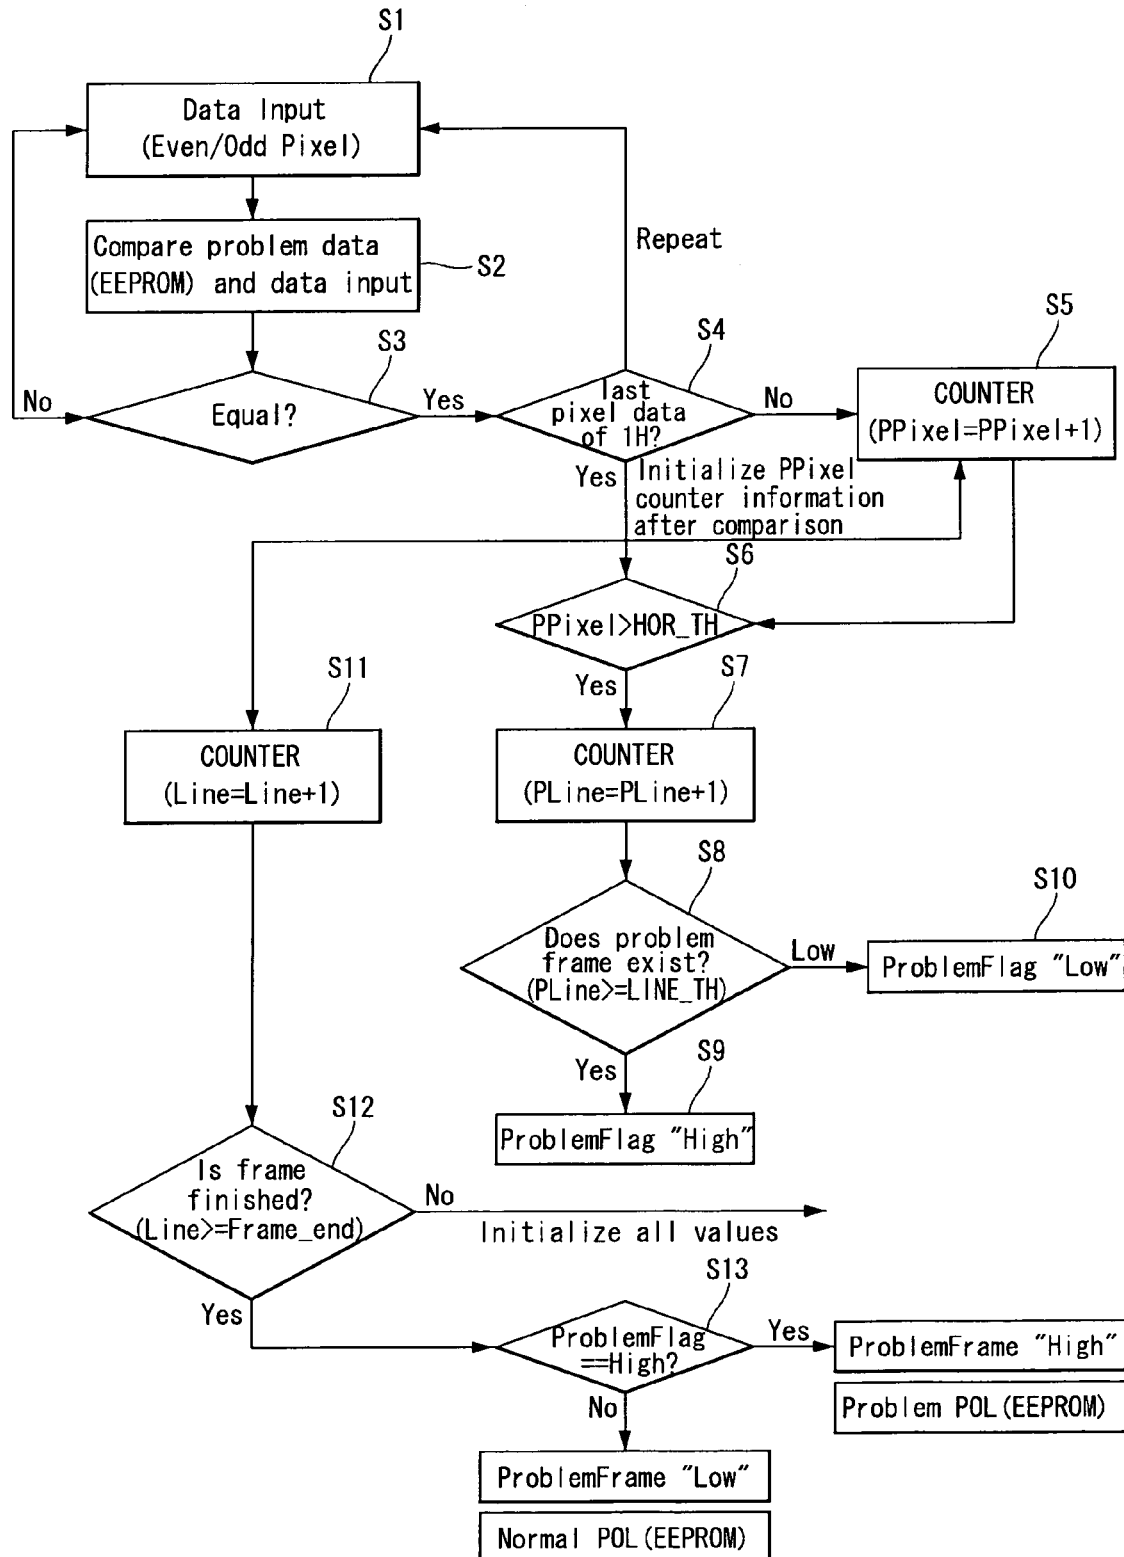 S1
Data Input
(Even/Odd Pixel)
Compare problem data
(EEPROM) and data input
S2
Repeat
S3
S4
S5
No
Equal?
Yes
last
pixel data
of 1H?
No
COUNTER
(PPixel=PPixel+1)
Yes
Initialize PPixel
counter information
after comparison
S6
PPixel>HOR_TH
Yes
S11
S7
COUNTER
(Line=Line+1)
COUNTER
(PLine=PLine+1)
S8
Does problem
frame exist?
(PLine>=LINE_TH)
Low
S10
ProblemFlag "Low"
Yes
S9
ProblemFlag "High"
S12
Is frame
finished?
(Line>=Frame_end)
No
Initialize all values
Yes
S13
ProblemFlag
==High?
Yes
ProblemFrame "High"
Problem POL(EEPROM)
No
ProblemFrame "Low"
Normal POL(EEPROM)